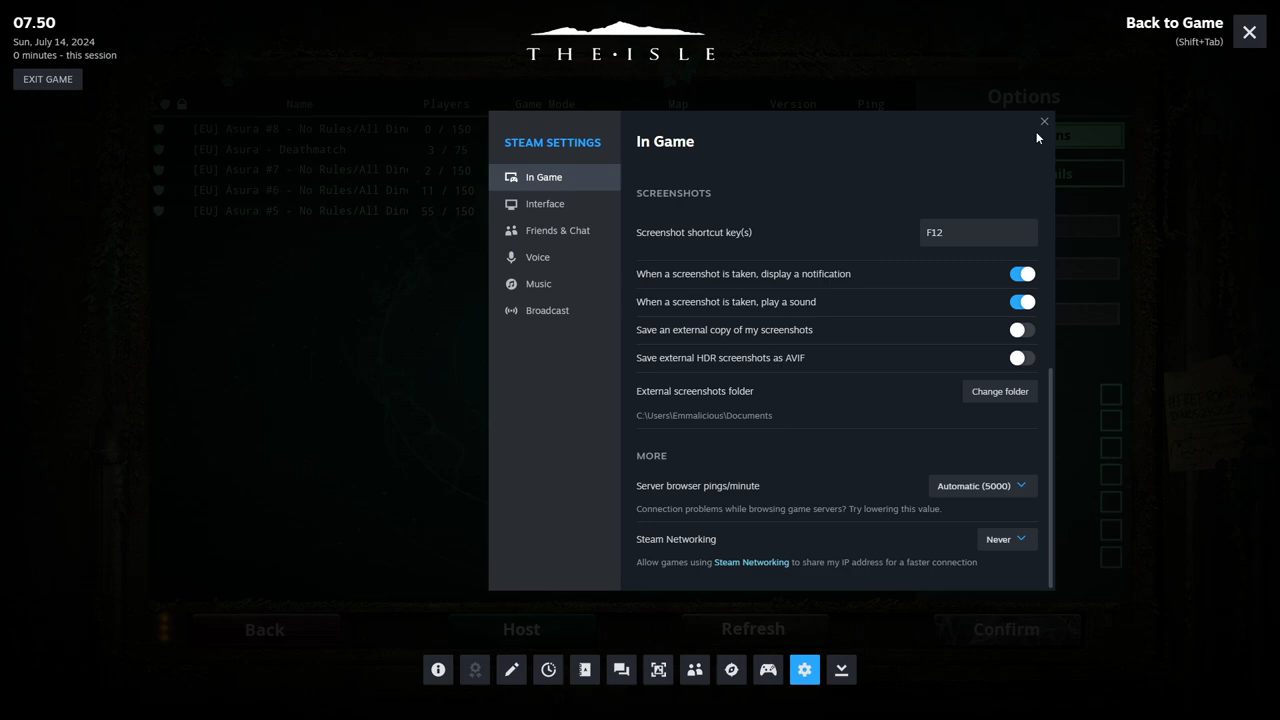 07.50
Sun, July 14, 2024
0 minutes - this session
EXIT GAME
THE·ISLE
Back to Game
(Shift+Tab)
Name Players Game Mode Map Version Ping
Options
[EU] Asura #8 - No Rules/All Din 0 / 150
[EU] Asura - Deathmatch 3 / 75
[EU] Asura #7 - No Rules/All Din 2 / 150
[EU] Asura #6 - No Rules/All Din 11 / 150
[EU] Asura #5 - No Rules/All Din 55 / 150
STEAM SETTINGS
In Game
Interface
Friends & Chat
Voice
Music
Broadcast
In Game
SCREENSHOTS
Screenshot shortcut key(s) F12
When a screenshot is taken, display a notification
When a screenshot is taken, play a sound
Save an external copy of my screenshots
Save external HDR screenshots as AVIF
External screenshots folder Change folder
C:\Users\Emmalicious\Documents
MORE
Server browser pings/minute Automatic (5000)
Connection problems while browsing game servers? Try lowering this value.
Steam Networking Never
Allow games using Steam Networking to share my IP address for a faster connection
Back Host Refresh Confirm